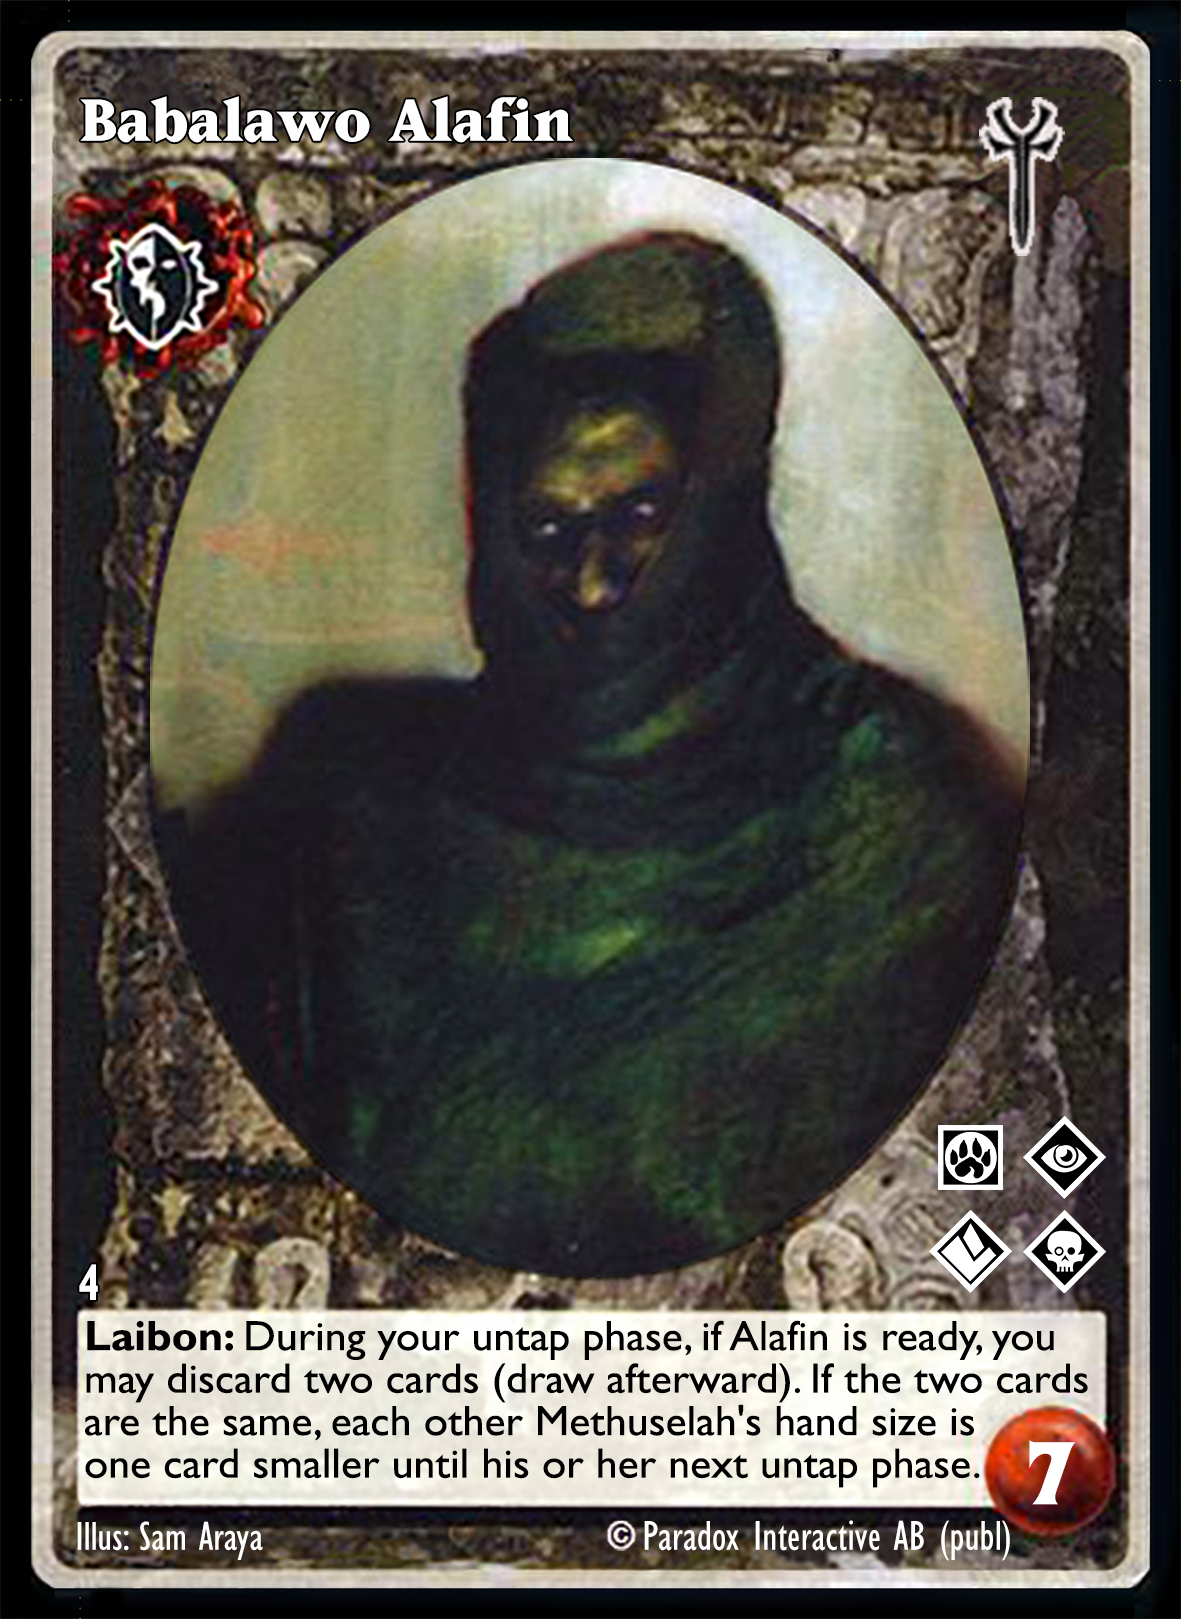 Babalawo Alafin
4
Laibon: During your untap phase, if Alafin is ready, you
may discard two cards (draw afterward). If the two cards
are the same, each other Methuselah's hand size is
one card smaller until his or her next untap phase.
7
Illus: Sam Araya
© Paradox Interactive AB (publ)